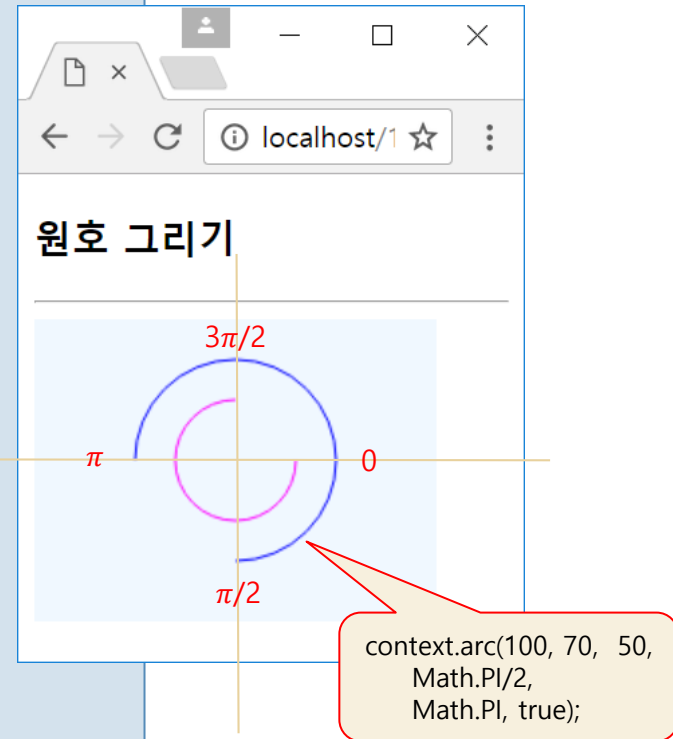 localhost/1
원호 그리기
3π/2
π
0
π/2
context.arc(100, 70, 50,
Math.PI/2,
Math.PI, true);